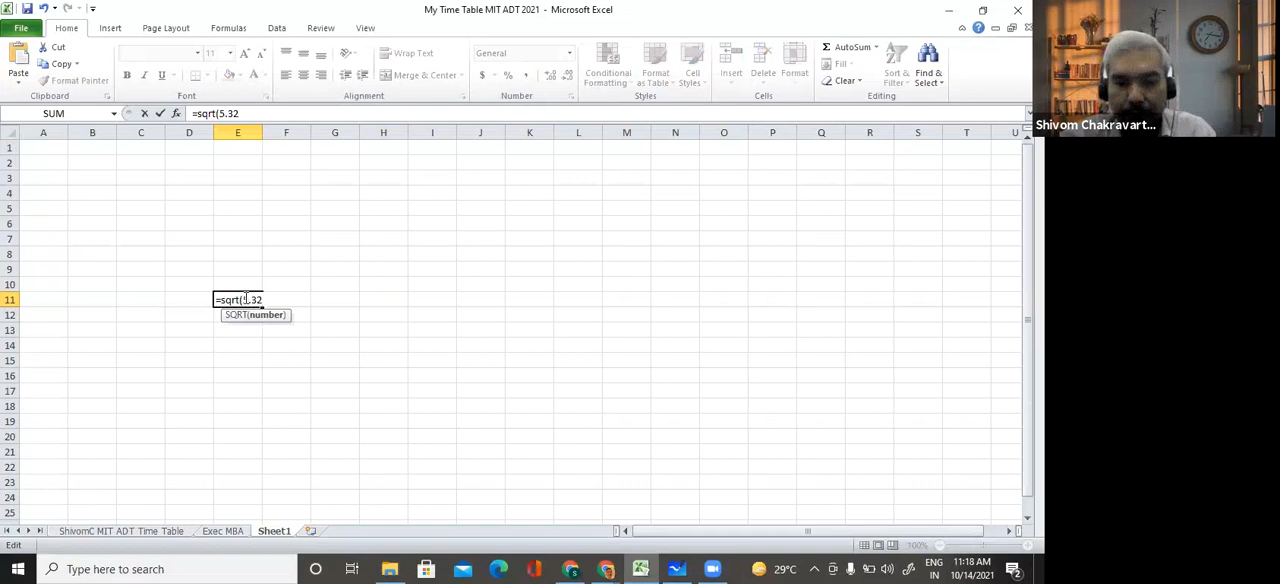 My Time Table MIT ADT 2021 - Microsoft Excel
File Home Insert Page Layout Formulas Data Review View
Paste
Cut
Copy
Format Painter
Clipboard
11
A A
B I U
A
Font
Wrap Text
Merge & Center
Alignment
General
$ % ,
Number
Conditional Formatting
Format as Table
Cell Styles
Styles
Insert
Delete
Format
Cells
Σ AutoSum
Fill
Clear
Sort & Filter
Find & Select
Editing
Shivom Chakravart...
SUM fx =sqrt(5.32
A B C D E F G H I J K L M N O P Q R S T U
1
2
3
4
5
6
7
8
9
10
11 =sqrt(5.32
SQRT(number)
12
13
14
15
16
17
18
19
20
21
22
23
24
25
ShivomC MIT ADT Time Table Exec MBA Sheet1
Edit 100%
Type here to search
29°C
ENG
IN
11:18 AM
10/14/2021
2